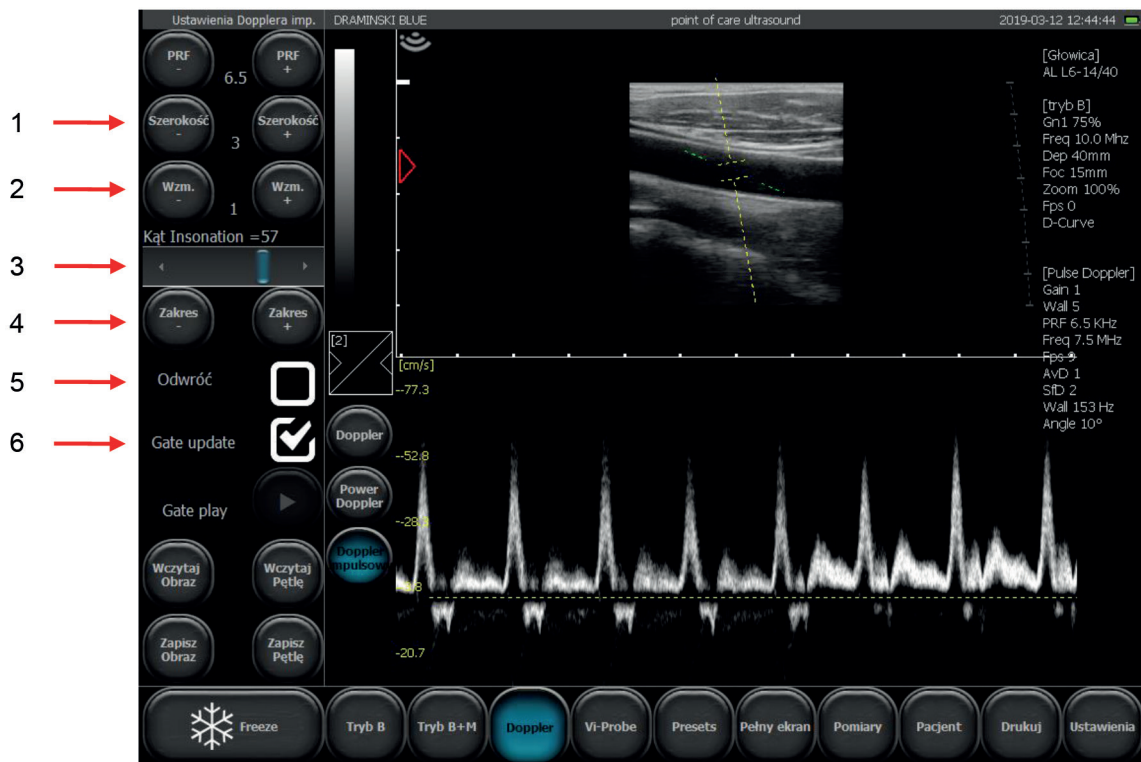 Ustawienia Dopplera imp.
DRAMINSKI BLUE
point of care ultrasound
2019-03-12 12:44:44
PRF
-
6.5
PRF
+
1
Szerokość
-
3
Szerokość
+
2
Wzm.
-
1
Wzm.
+
Kąt Insonation =57
3
4
Zakres
-
Zakres
+
5
Odwróć
6
Gate update
Gate play
Wczytaj
Obraz
Wczytaj
Pętlę
Zapisz
Obraz
Zapisz
Pętlę
[2]
Doppler
Power
Doppler
Doppler
[cm/s]
--77.3
--52.8
-20.7
[Głowica]
AL L6-14/40
[tryb B]
Gn1 75%
Freq 10.0 Mhz
Dep 40mm
Foc 15mm
Zoom 100%
Fps 0
D-Curve
[Pulse Doppler]
Gain 1
Wall 5
PRF 6.5 KHz
Freq 7.5 MHz
Fps 9
AvD 1
SfD 2
Wall 153 Hz
Angle 10°
Freeze
Tryb B
Tryb B+M
Doppler
Vi-Probe
Presets
Pełny ekran
Pomiary
Pacjent
Drukuj
Ustawienia